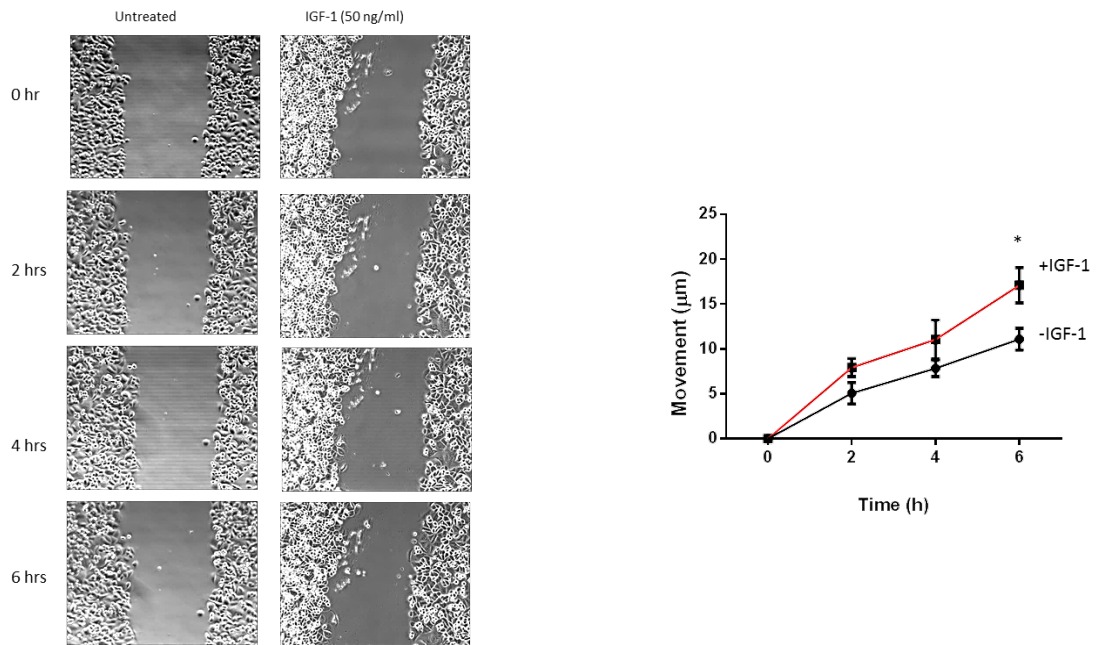 Untreated
IGF-1 (50 ng/ml)
0 hr
2 hrs
4 hrs
6 hrs
25
20
15
10
5
0
Movement (µm)
*
+IGF-1
-IGF-1
0 2 4 6
Time (h)